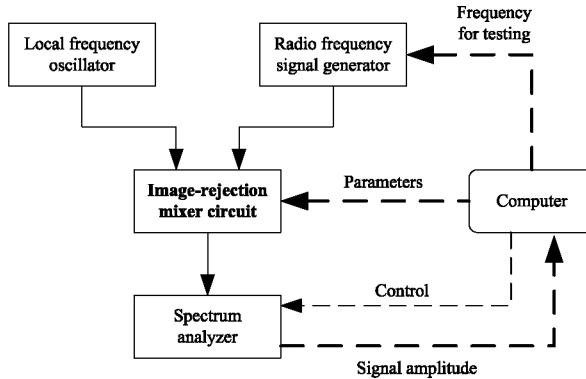 Frequency
for testing
Local frequency
oscillator
Radio frequency
signal generator
Image-rejection
mixer circuit
Parameters
Computer
Control
Spectrum
analyzer
Signal amplitude